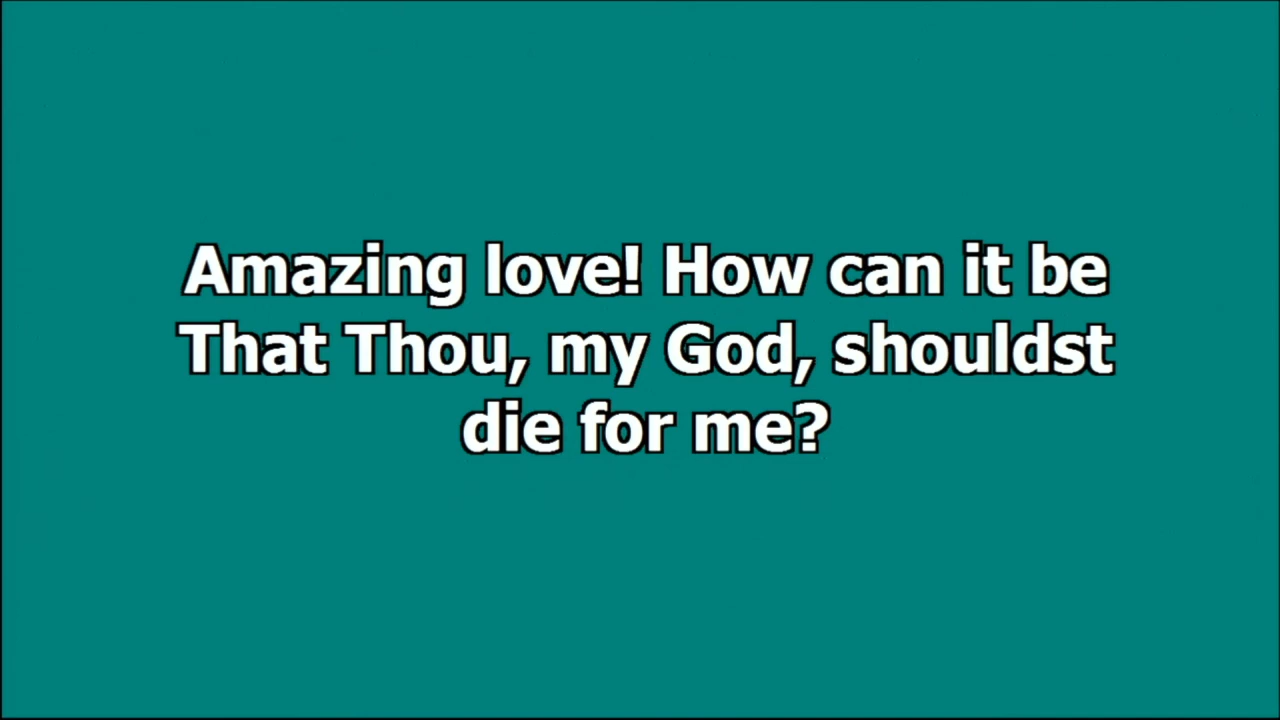 Amazing love! How can it be
That Thou, my God, shouldst
die for me?